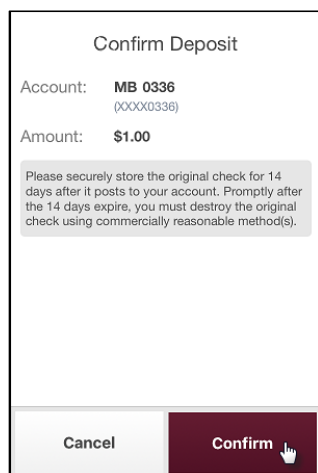 Confirm Deposit
Account: MB 0336
(XXXX0336)
Amount: $1.00
Please securely store the original check for 14
days after it posts to your account. Promptly after
the 14 days expire, you must destroy the original
check using commercially reasonable method(s).
Cancel Confirm